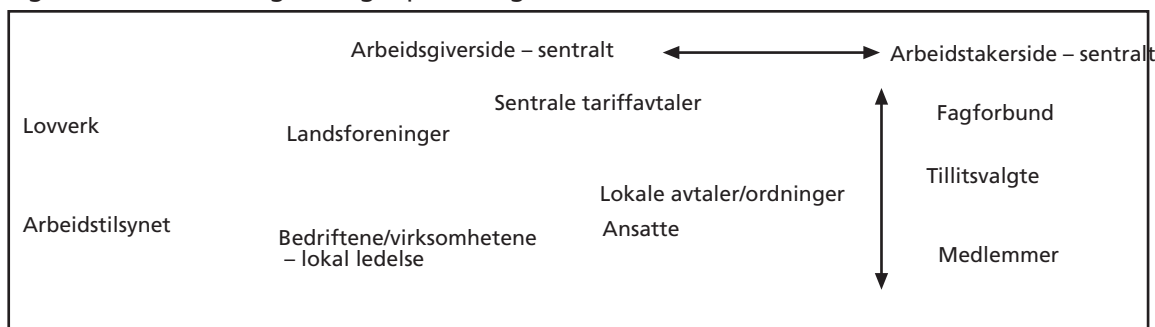 Arbeidsgiverside – sentralt
Arbeidstakerside – sentralt
Sentrale tariffavtaler
Fagforbund
Lovverk
Landsforeninger
Tillitsvalgte
Lokale avtaler/ordninger
Arbeidstilsynet
Ansatte
Bedriftene/virksomhetene
– lokal ledelse
Medlemmer